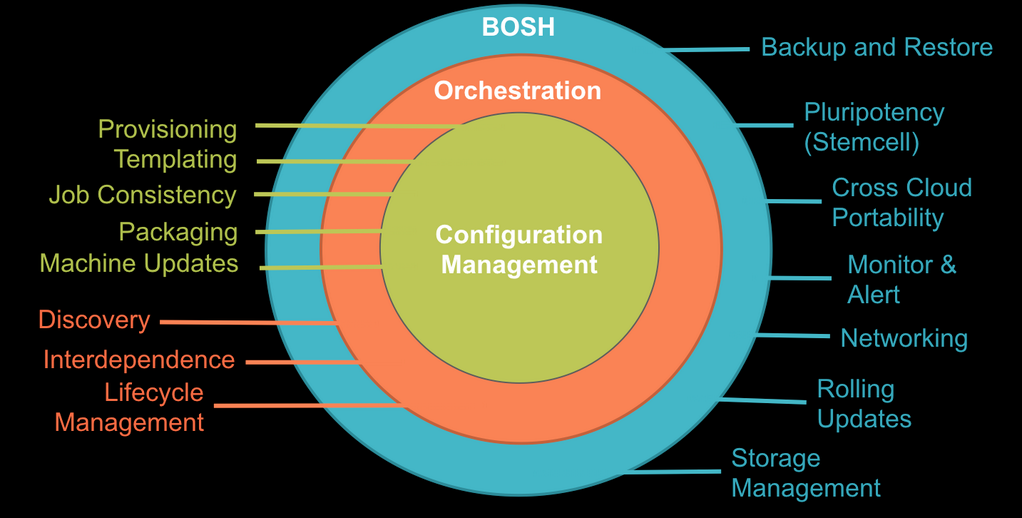 BOSH
Orchestration
Configuration
Management
Provisioning
Templating
Job Consistency
Packaging
Machine Updates
Discovery
Interdependence
Lifecycle
Management
Backup and Restore
Pluripotency
(Stemcell)
Cross Cloud
Portability
Monitor &
Alert
Networking
Rolling
Updates
Storage
Management